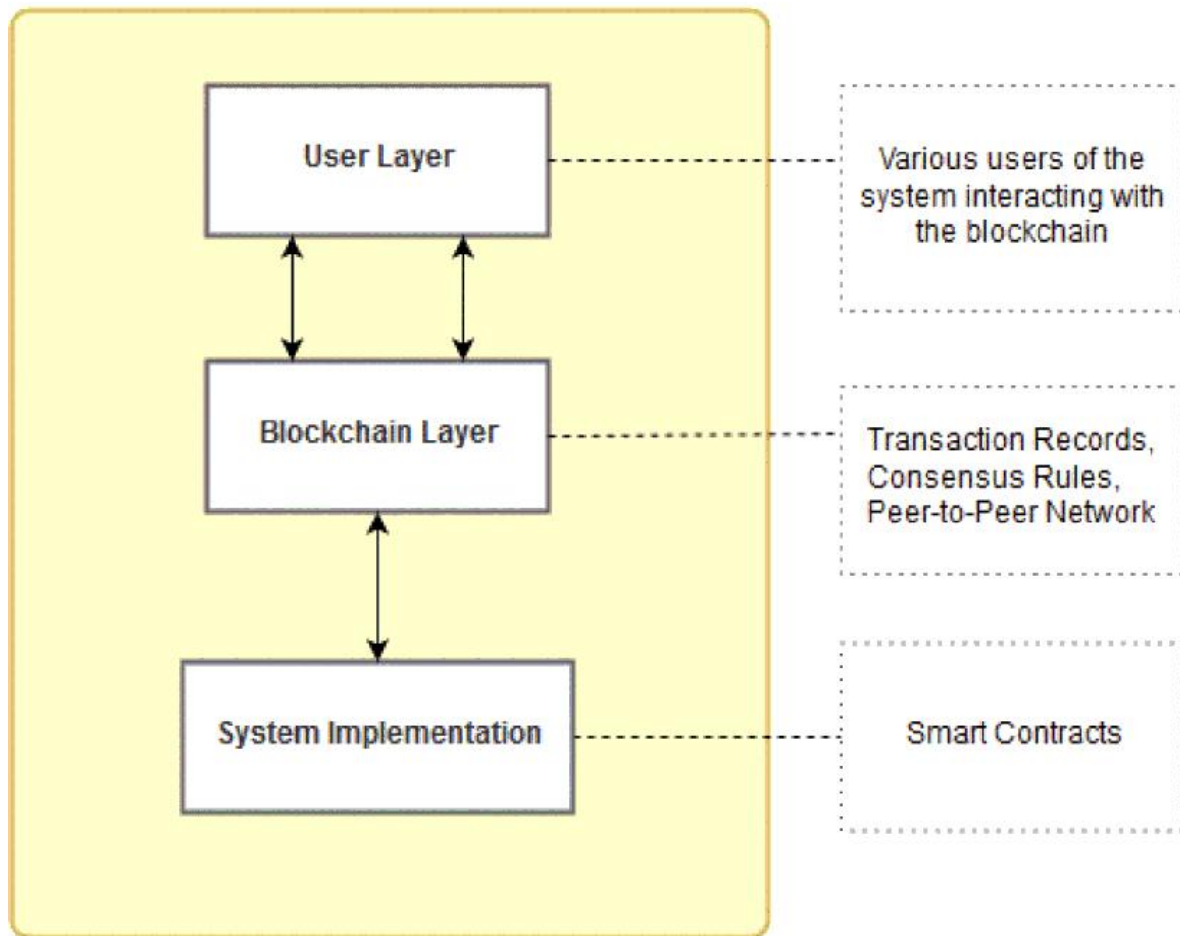 User Layer
Various users of the
system interacting with
the blockchain
Blockchain Layer
Transaction Records,
Consensus Rules,
Peer-to-Peer Network
System Implementation
Smart Contracts